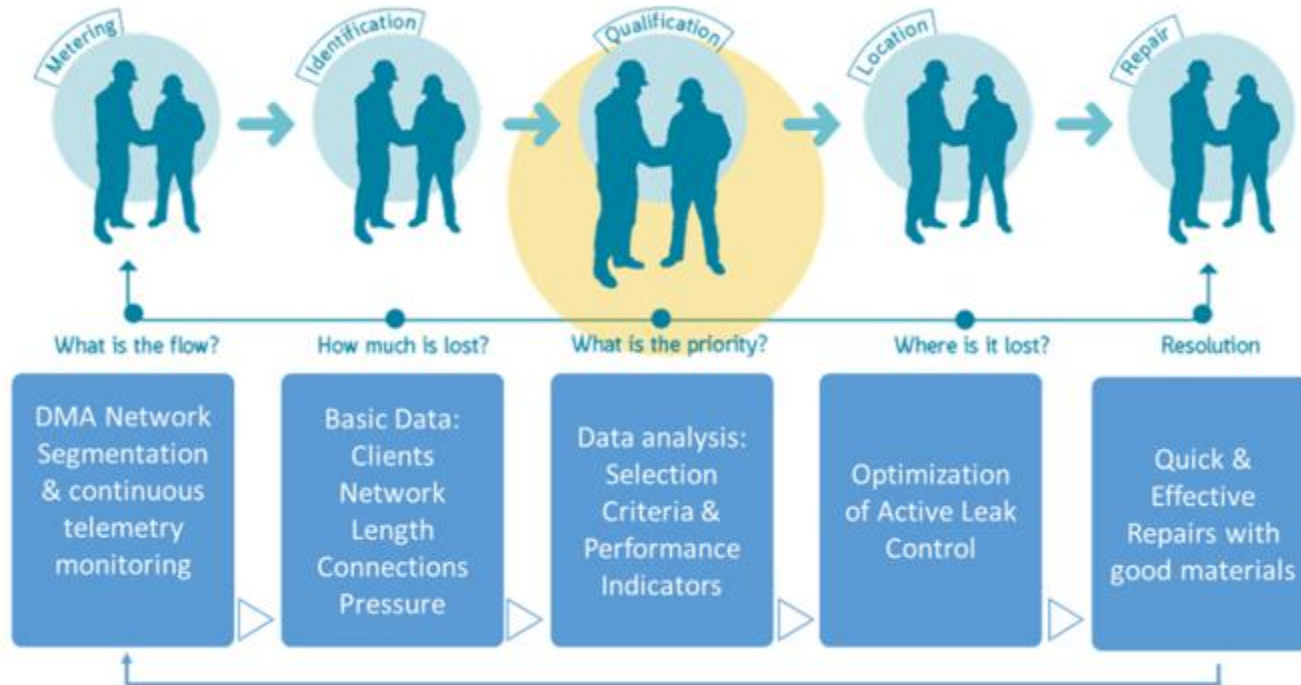 Metering
Identification
Qualification
Location
Repair
What is the flow?
How much is lost?
What is the priority?
Where is it lost?
Resolution
DMA Network
Segmentation
& continuous
telemetry
monitoring
Basic Data:
Clients
Network
Length
Connections
Pressure
Data analysis:
Selection
Criteria &
Performance
Indicators
Optimization
of Active Leak
Control
Quick &
Effective
Repairs with
good materials